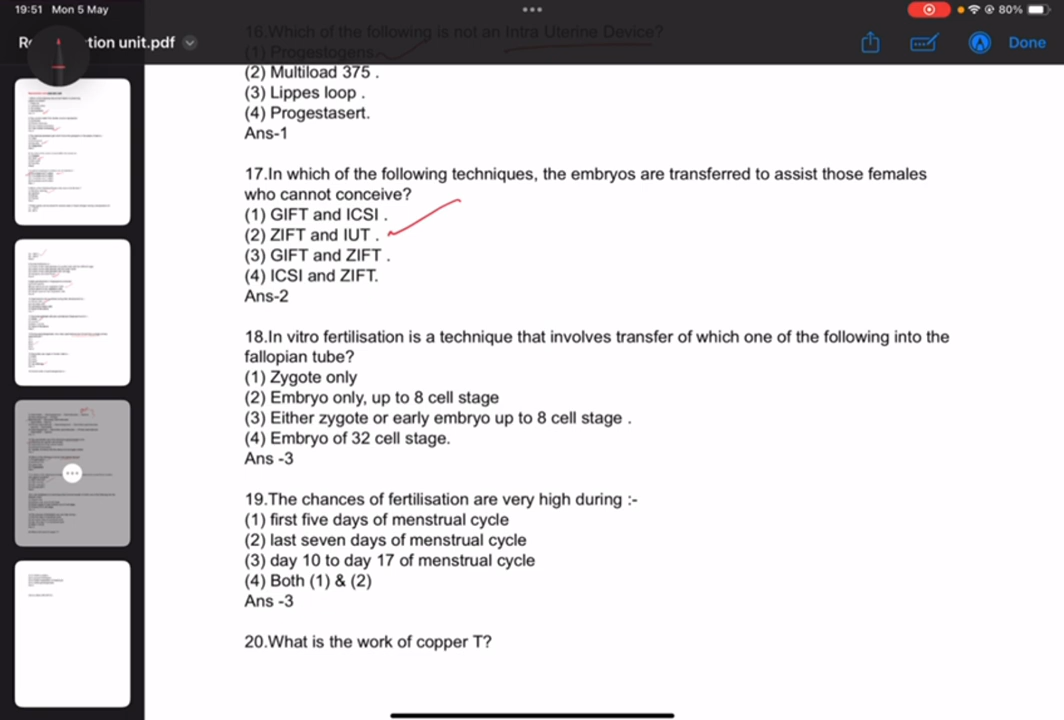 19:51 Mon 5 May
80%
Re tion unit.pdf
Done
16.Which of the following is not an Intra Uterine Device?
(1) Progestogens
(2) Multiload 375 .
(3) Lippes loop .
(4) Progestasert.
Ans-1
17.In which of the following techniques, the embryos are transferred to assist those females
who cannot conceive?
(1) GIFT and ICSI .
(2) ZIFT and IUT .
(3) GIFT and ZIFT .
(4) ICSI and ZIFT.
Ans-2
18.In vitro fertilisation is a technique that involves transfer of which one of the following into the
fallopian tube?
(1) Zygote only
(2) Embryo only, up to 8 cell stage
(3) Either zygote or early embryo up to 8 cell stage .
(4) Embryo of 32 cell stage.
Ans -3
19.The chances of fertilisation are very high during :-
(1) first five days of menstrual cycle
(2) last seven days of menstrual cycle
(3) day 10 to day 17 of menstrual cycle
(4) Both (1) & (2)
Ans -3
20.What is the work of copper T?